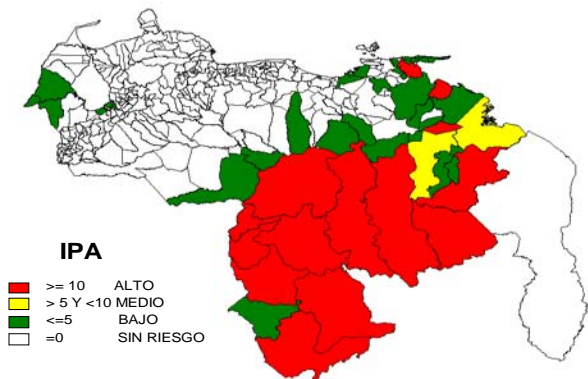 IPA
>= 10 ALTO
> 5 Y <10 MEDIO
<=5 BAJO
=0 SIN RIESGO